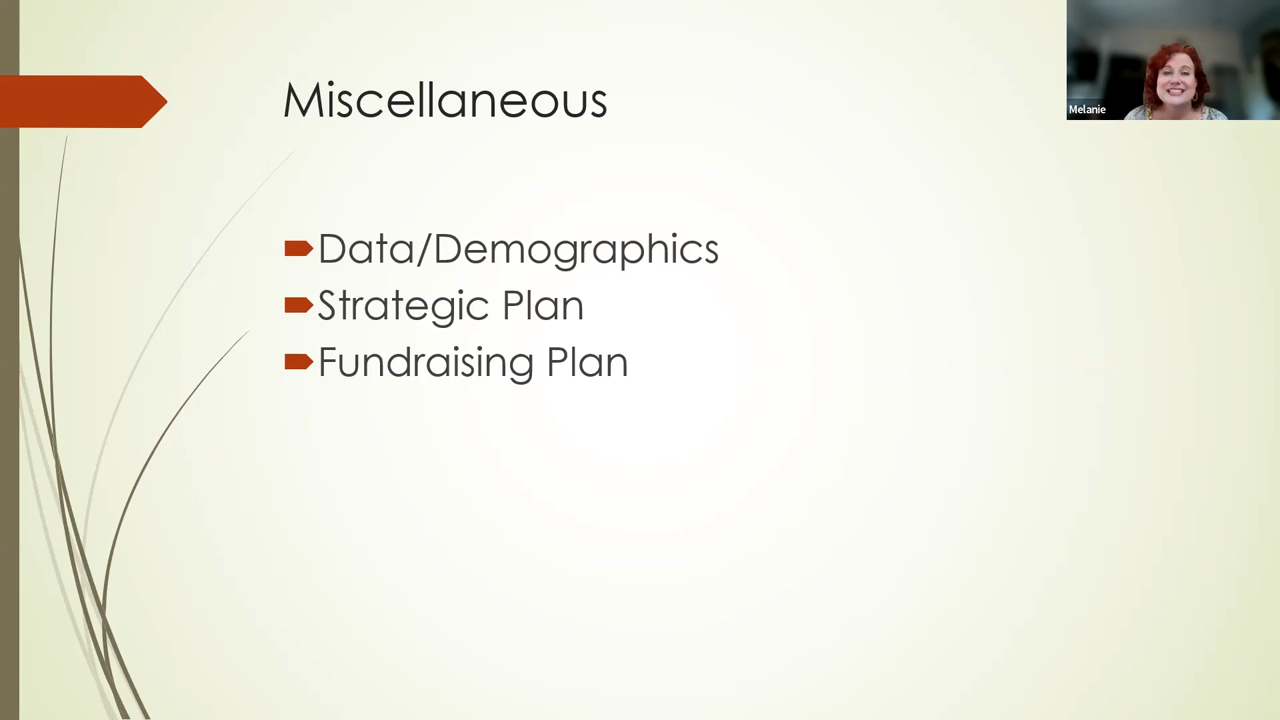 Miscellaneous
Melanie
Data/Demographics
Strategic Plan
Fundraising Plan